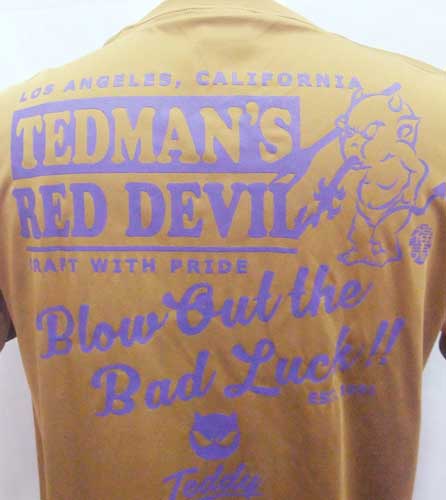 LOS ANGELES, CALIFORNIA
TEDMAN'S
RED DEVIL
CRAFT WITH PRIDE
Blow Out the
Bad Luck!!
Teddy